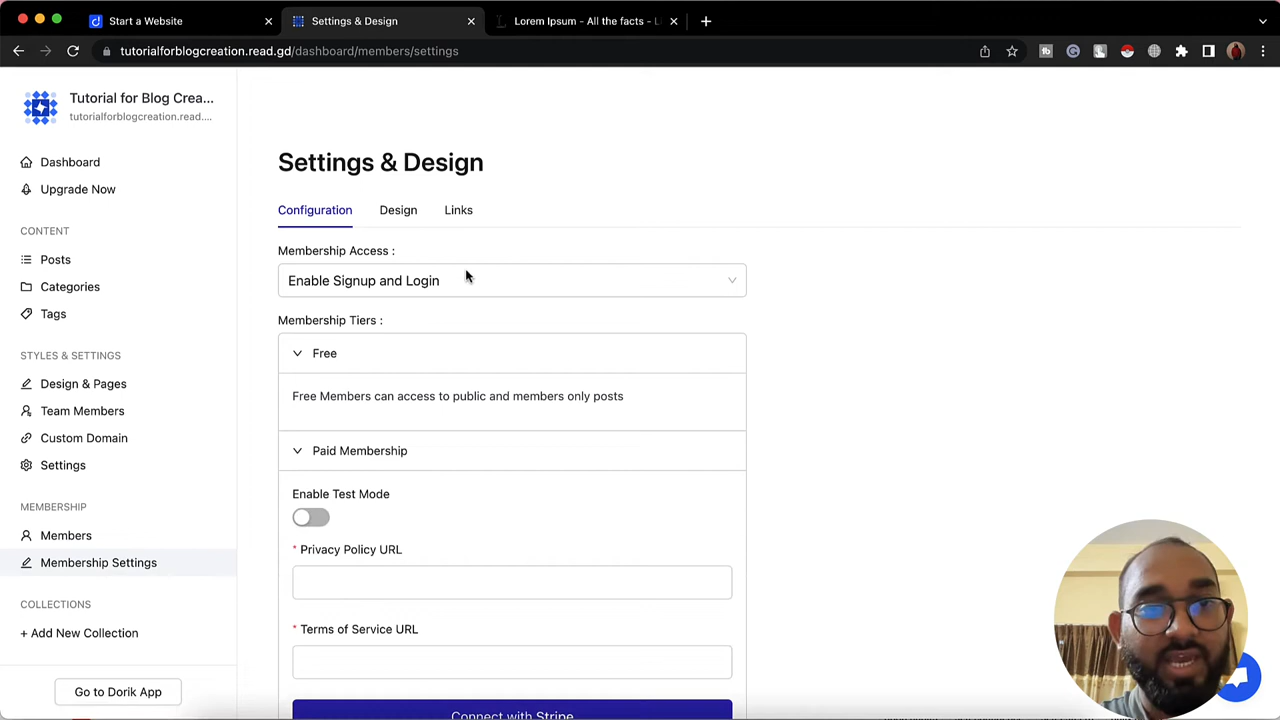 Start a Website
Settings & Design
Lorem Ipsum - All the facts - Li
tutorialforblogcreation.read.gd/dashboard/members/settings
Tutorial for Blog Crea...
tutorialforblogcreation.read....
Dashboard
Upgrade Now
CONTENT
Posts
Categories
Tags
STYLES & SETTINGS
Design & Pages
Team Members
Custom Domain
Settings
MEMBERSHIP
Members
Membership Settings
COLLECTIONS
+ Add New Collection
Go to Dorik App
Settings & Design
Configuration
Design
Links
Membership Access :
Enable Signup and Login
Membership Tiers :
Free
Free Members can access to public and members only posts
Paid Membership
Enable Test Mode
* Privacy Policy URL
* Terms of Service URL
Connect with Stripe